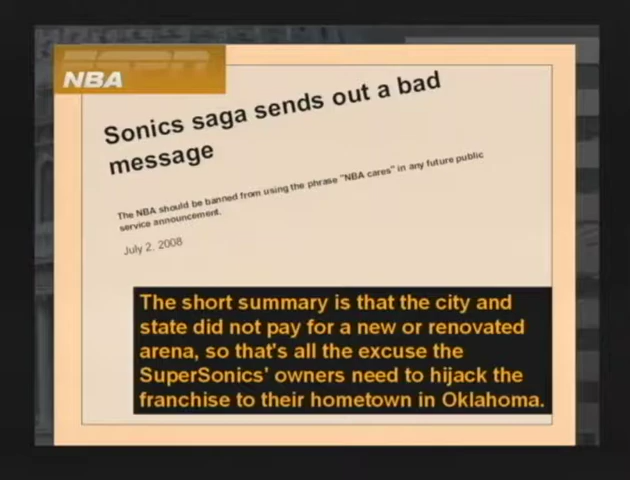 ESPN
NBA
Sonics saga sends out a bad
message
The NBA should be banned from using the phrase "NBA cares" in any future public
service announcement.
July 2, 2008
The short summary is that the city and
state did not pay for a new or renovated
arena, so that's all the excuse the
SuperSonics' owners need to hijack the
franchise to their hometown in Oklahoma.